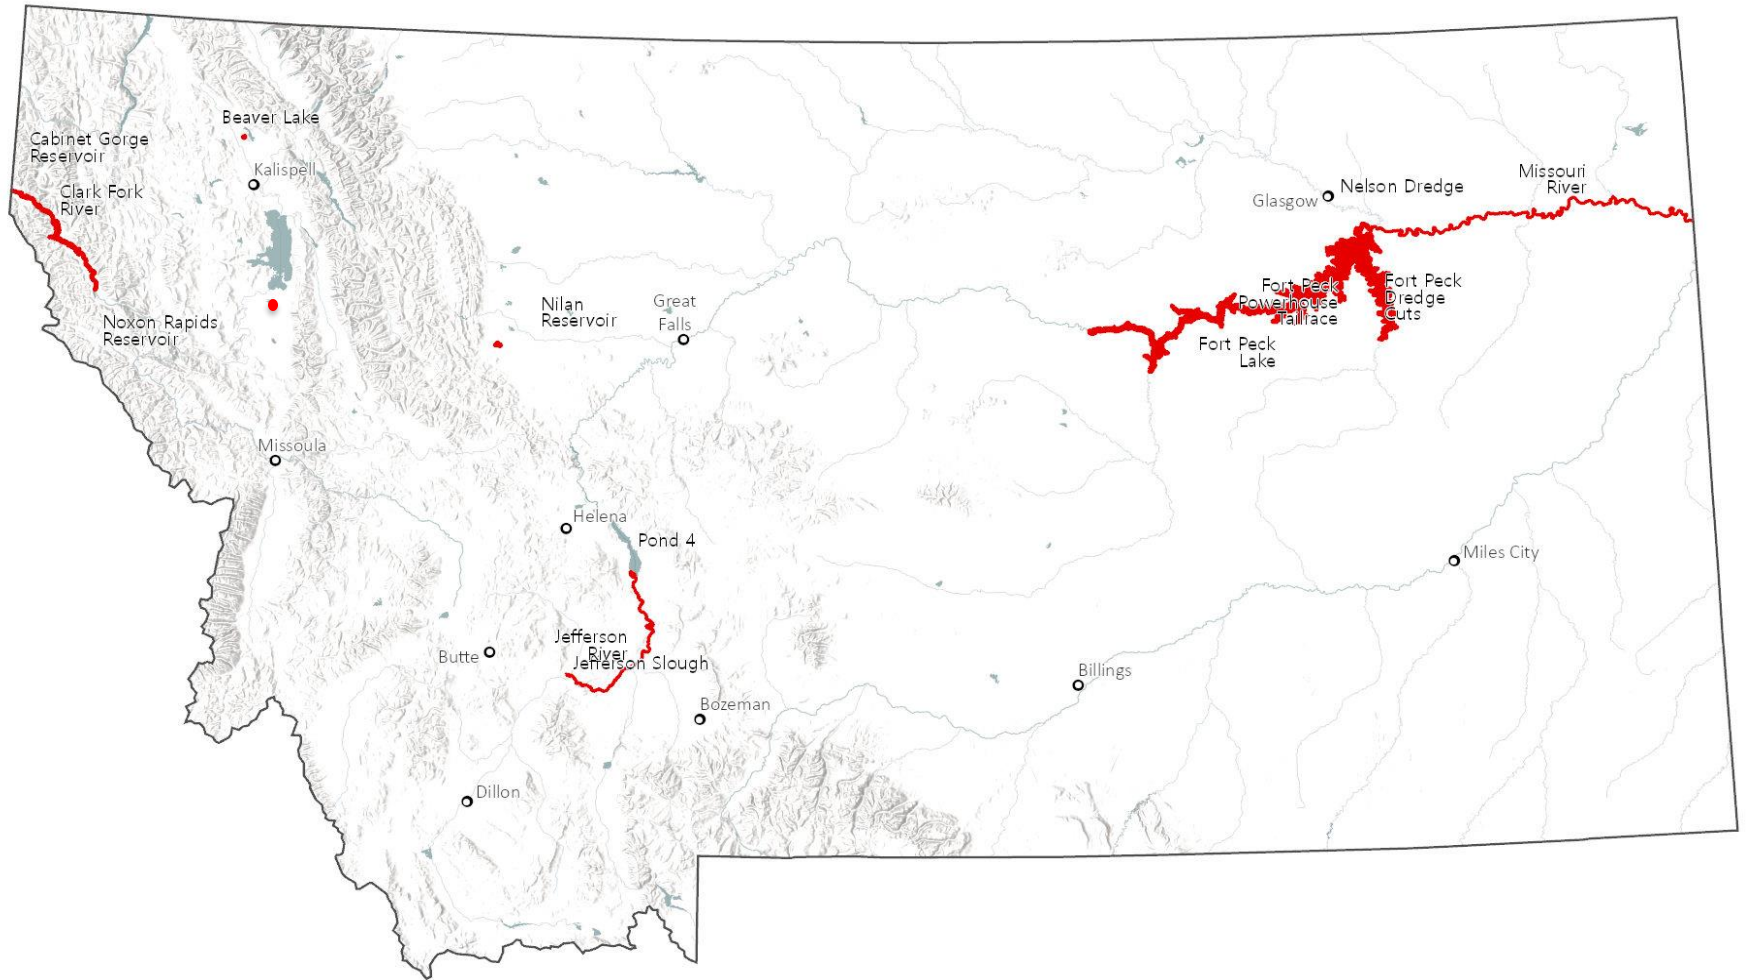 Beaver Lake
Cabinet Gorge
Reservoir
Kalispell
Clark Fork
River
Missouri
River
Nelson Dredge
Glasgow
Fort Peck
Powerhouse
Tailrace
Fort Peck
Dredge
Cuts
Nilan
Reservoir
Great
Falls
Noxon Rapids
Reservoir
Fort Peck
Lake
Missoula
Helena
Pond 4
Miles City
Jefferson
River
Jefferson Slough
Butte
Billings
Bozeman
Dillon